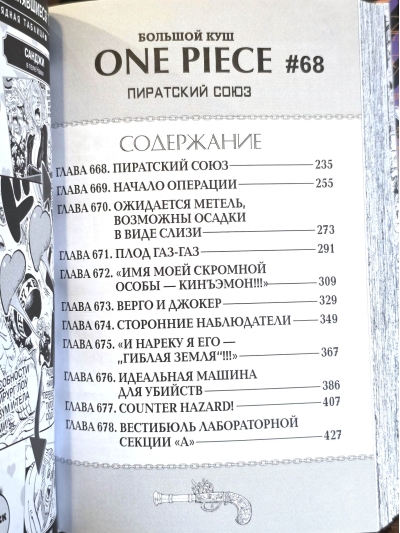 ЯДНАЯ ТАБЛИЦА
САНДЖИ
БОЛЬШОЙ КУШ
ONE PIECE #68
ПИРАТСКИЙ СОЮЗ
СОДЕРЖАНИЕ
ГЛАВА 668. ПИРАТСКИЙ СОЮЗ 235
ГЛАВА 669. НАЧАЛО ОПЕРАЦИИ 255
ГЛАВА 670. ОЖИДАЕТСЯ МЕТЕЛЬ,
ВОЗМОЖНЫ ОСАДКИ
В ВИДЕ СЛИЗИ 273
ГЛАВА 671. ПЛОД ГАЗ-ГАЗ 291
ГЛАВА 672. «ИМЯ МОЕЙ СКРОМНОЙ
ОСОБЫ — КИНЪЭМОН!!!» 309
ГЛАВА 673. ВЕРГО И ДЖОКЕР 329
ГЛАВА 674. СТОРОННИЕ НАБЛЮДАТЕЛИ 349
ГЛАВА 675. «И НАРЕКУ Я ЕГО —
„ГИБЛАЯ ЗЕМЛЯ“!!!» 367
ГЛАВА 676. ИДЕАЛЬНАЯ МАШИНА
ДЛЯ УБИЙСТВ 386
ГЛАВА 677. COUNTER HAZARD! 407
ГЛАВА 678. ВЕСТИБЮЛЬ ЛАБОРАТОРНОЙ
СЕКЦИИ «А» 427